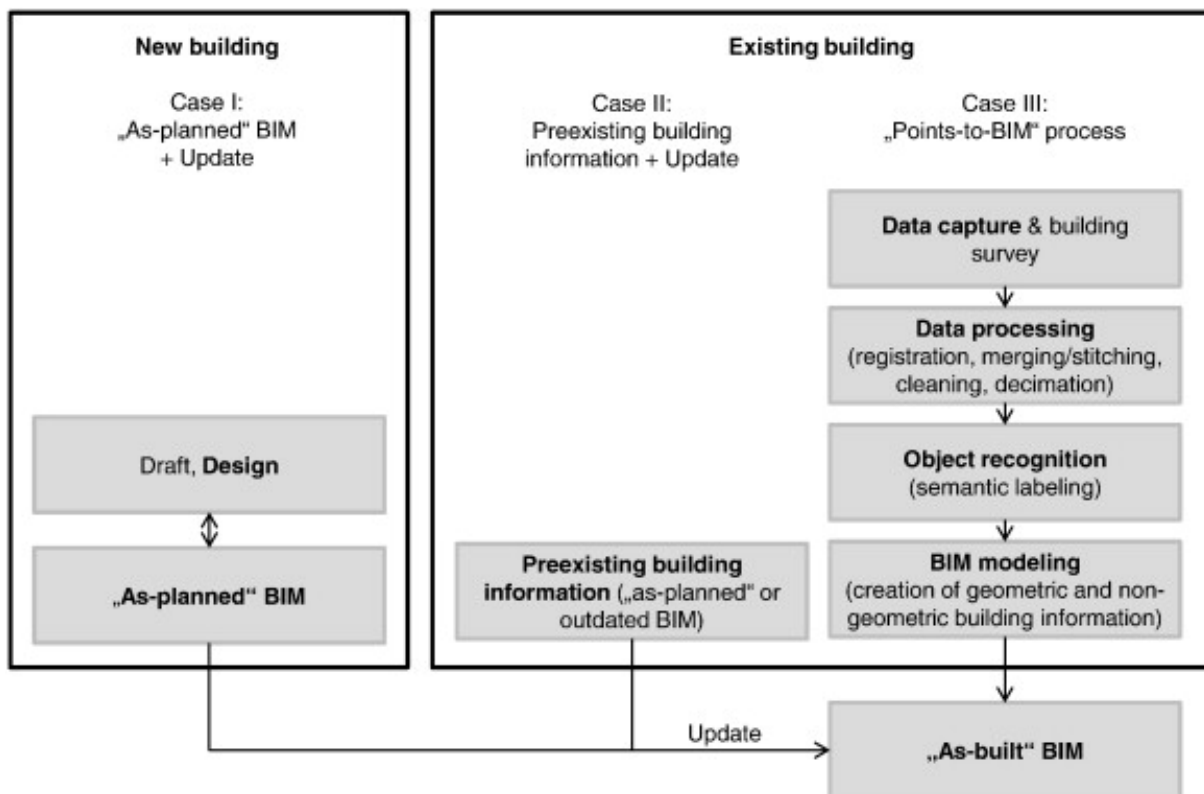 New building
Case I:
„As-planned“ BIM
+ Update
Draft, Design
„As-planned“ BIM
Existing building
Case II:
Preexisting building
information + Update
Preexisting building
information („as-planned“ or
outdated BIM)
Case III:
„Points-to-BIM“ process
Data capture & building
survey
Data processing
(registration, merging/stitching,
cleaning, decimation)
Object recognition
(semantic labeling)
BIM modeling
(creation of geometric and non-
geometric building information)
Update
„As-built“ BIM